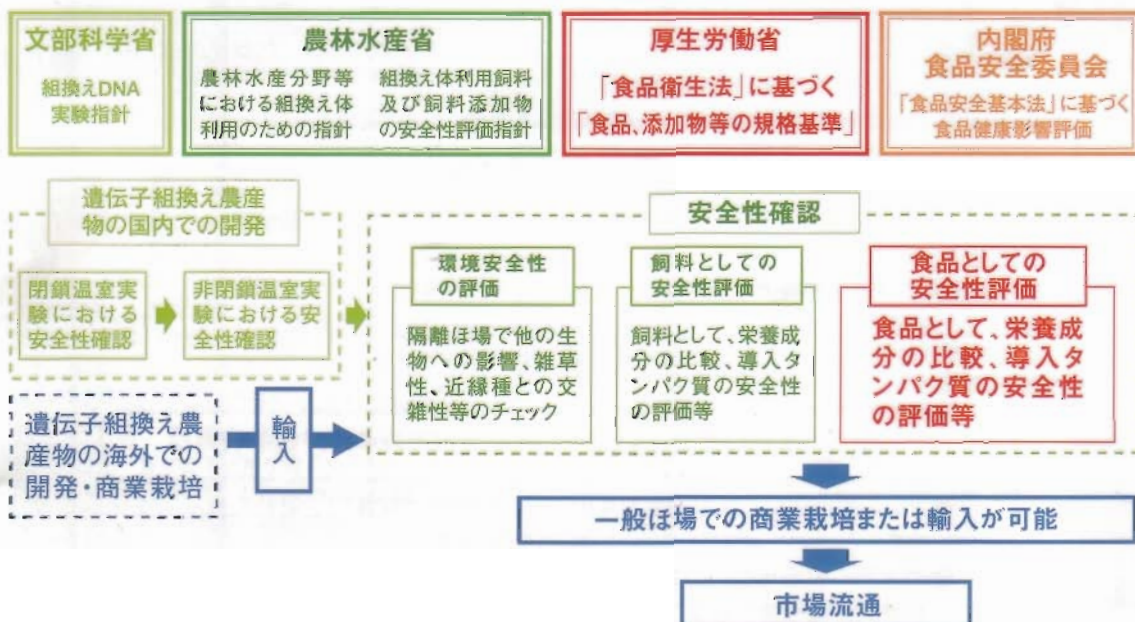 文部科学省
組換えDNA
実験指針
農林水産省
農林水産分野等
における組換え体
利用のための指針
組換え体利用飼料
及び飼料添加物
の安全性評価指針
厚生労働省
「食品衛生法」に基づく
「食品、添加物等の規格基準」
内閣府
食品安全委員会
「食品安全基本法」に基づく
食品健康影響評価
遺伝子組換え農産
物の国内での開発
閉鎖温室実
験における
安全性確認
非閉鎖温室実
験における安
全性確認
安全性確認
環境安全性
の評価
隔離ほ場で他の生
物への影響、雑草
性、近縁種との交
雑性等のチェック
飼料としての
安全性評価
飼料として、栄養成
分の比較、導入タ
ンパク質の安全性
の評価等
食品としての
安全性評価
食品として、栄養成
分の比較、導入タ
ンパク質の安全性
の評価等
遺伝子組換え農
産物の海外での
開発・商業栽培
輸入
一般ほ場での商業栽培または輸入が可能
市場流通